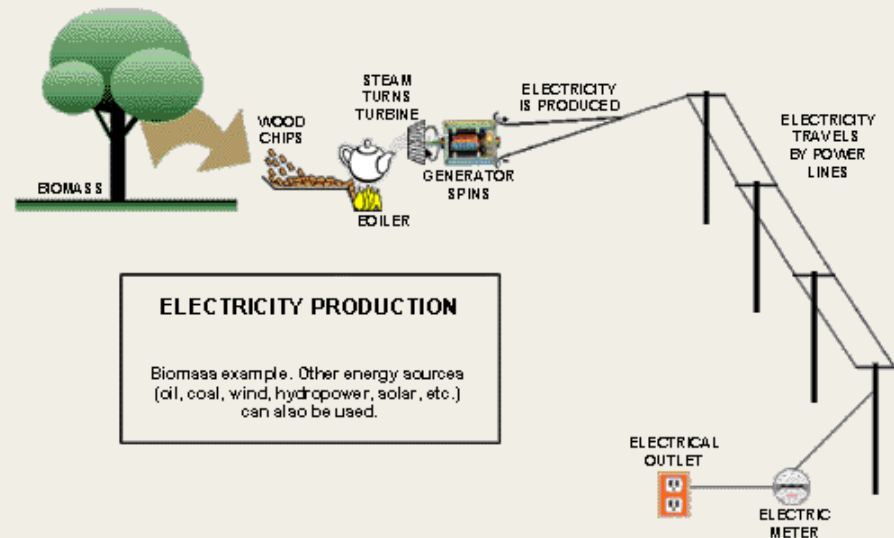 BIOMASS
WOOD
CHIPS
BOILER
STEAM
TURNS
TURBINE
GENERATOR
SPINS
ELECTRICITY
IS PRODUCED
ELECTRICITY
TRAVELS
BY POWER
LINES
ELECTRICITY PRODUCTION
Biomass example. Other energy sources
(oil, coal, wind, hydropower, solar, etc.)
can also be used.
ELECTRICAL
OUTLET
ELECTRIC
METER